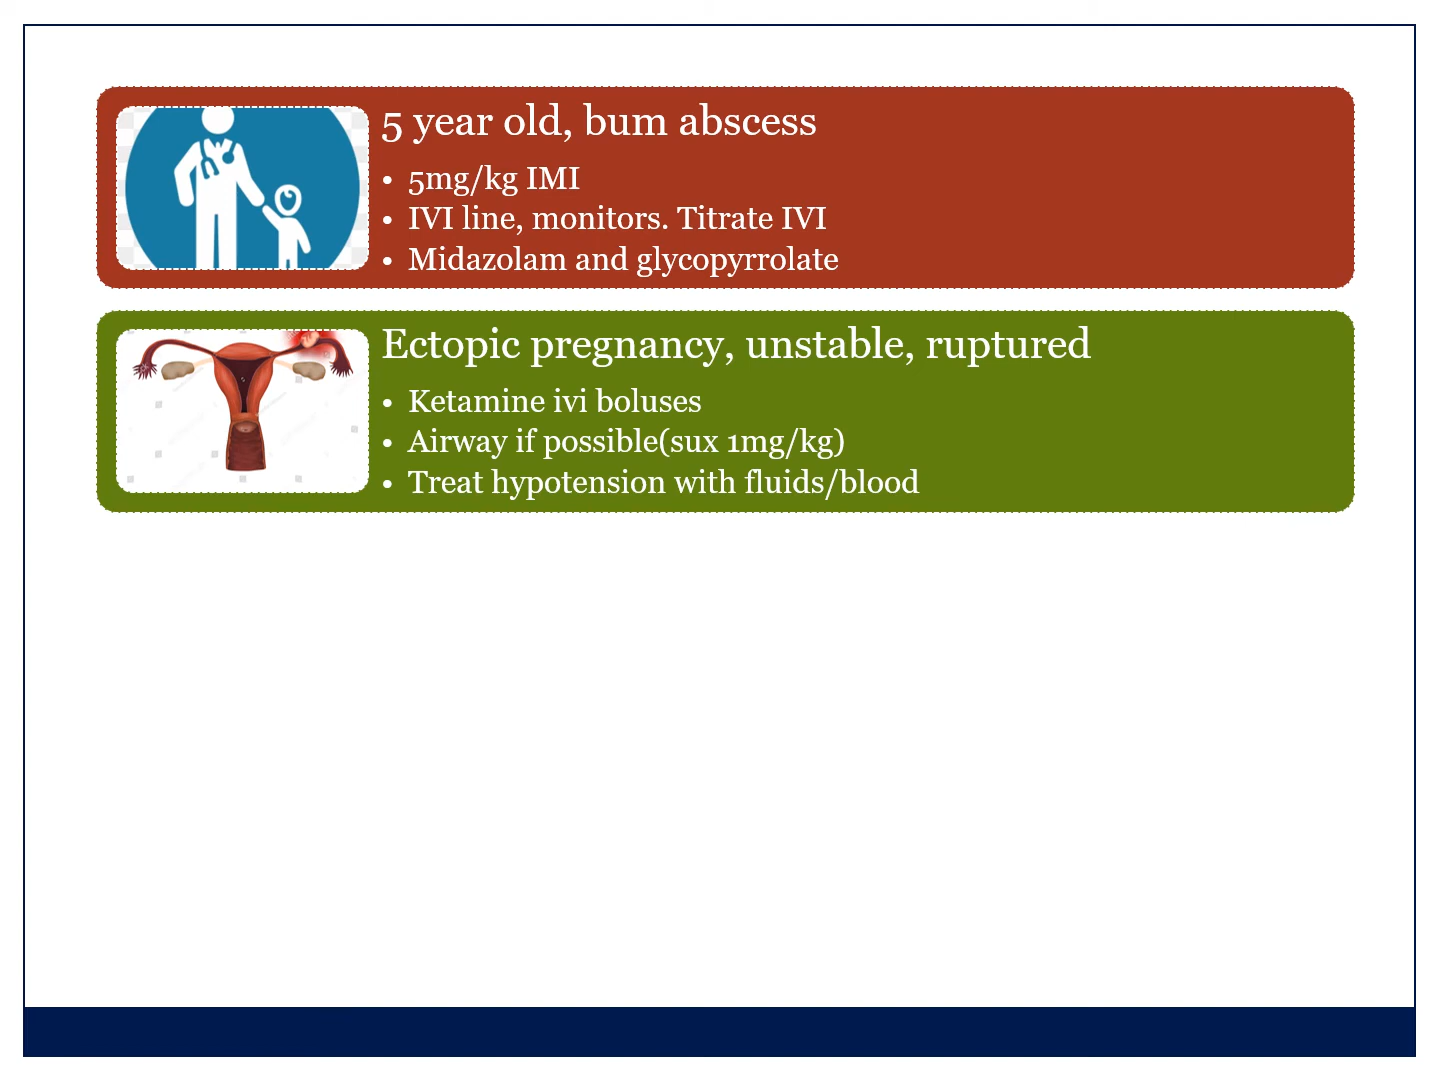 5 year old, bum abscess
• 5mg/kg IMI
• IVI line, monitors. Titrate IVI
• Midazolam and glycopyrrolate
Ectopic pregnancy, unstable, ruptured
• Ketamine ivi boluses
• Airway if possible(sux 1mg/kg)
• Treat hypotension with fluids/blood